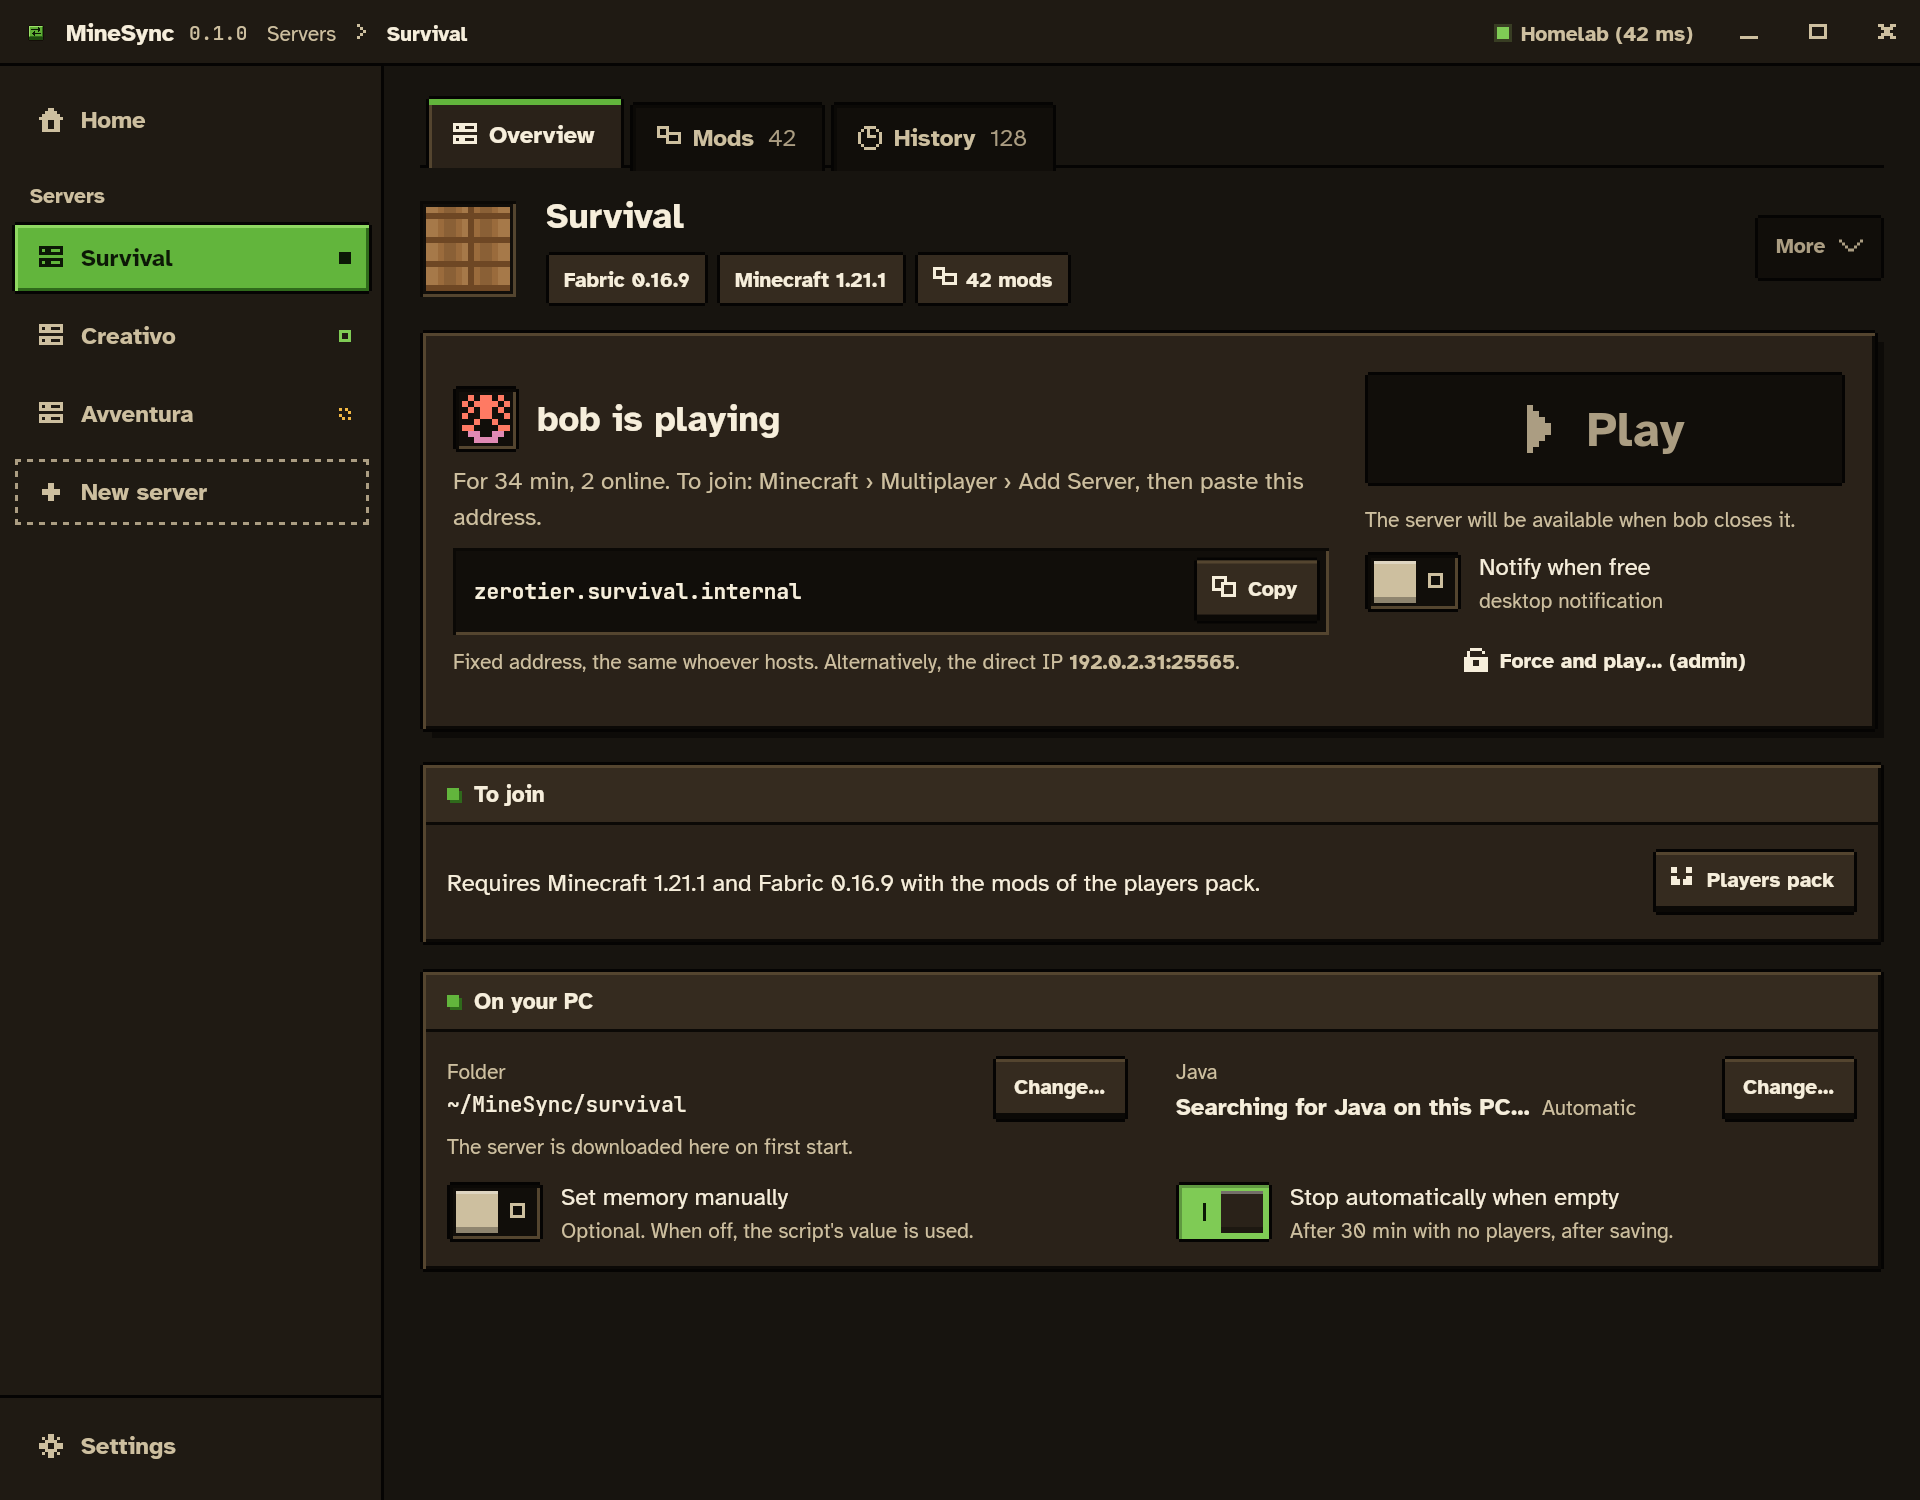 MineSync 0.1.0 Servers Survival
Homelab (42 ms)
Home
Servers
Survival
Creativo
Avventura
New server
Settings
Overview
Mods 42
History 128
Survival
Fabric 0.16.9
Minecraft 1.21.1
42 mods
More
bob is playing
For 34 min, 2 online. To join: Minecraft › Multiplayer › Add Server, then paste this
address.
zerotier.survival.internal
Copy
Fixed address, the same whoever hosts. Alternatively, the direct IP 192.0.2.31:25565.
Play
The server will be available when bob closes it.
Notify when free
desktop notification
Force and play... (admin)
To join
Requires Minecraft 1.21.1 and Fabric 0.16.9 with the mods of the players pack.
Players pack
On your PC
Folder
~/MineSync/survival
Change...
The server is downloaded here on first start.
Java
Searching for Java on this PC... Automatic
Change...
Set memory manually
Optional. When off, the script's value is used.
Stop automatically when empty
After 30 min with no players, after saving.